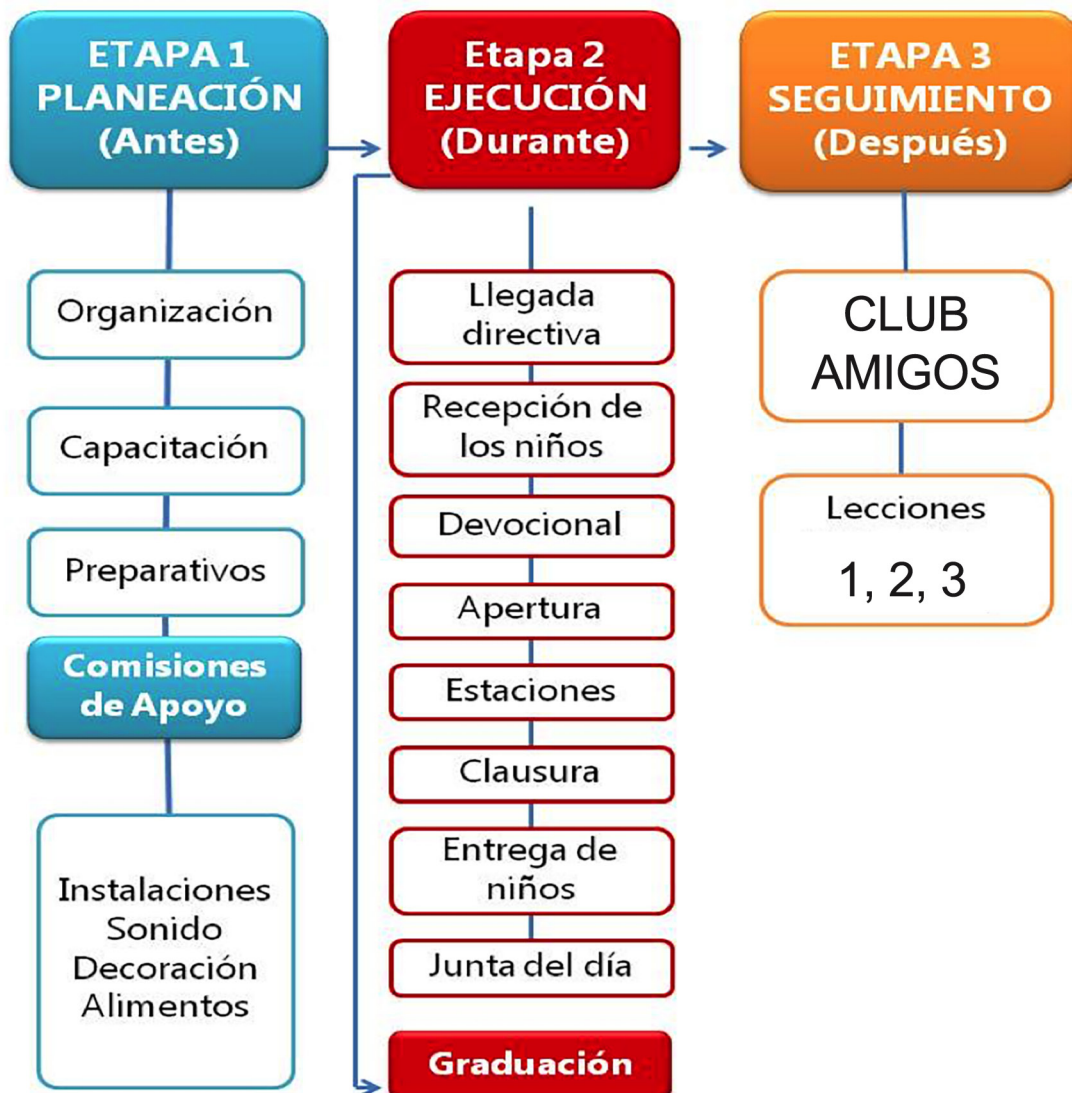 ETAPA 1
PLANEACIÓN
(Antes)
Organización
Capacitación
Preparativos
Comisiones
de Apoyo
Instalaciones
Sonido
Decoración
Alimentos
Etapa 2
EJECUCIÓN
(Durante)
Llegada
directiva
Recepción de
los niños
Devocional
Apertura
Estaciones
Clausura
Entrega de
niños
Junta del día
Graduación
ETAPA 3
SEGUIMIENTO
(Después)
CLUB
AMIGOS
Lecciones
1, 2, 3